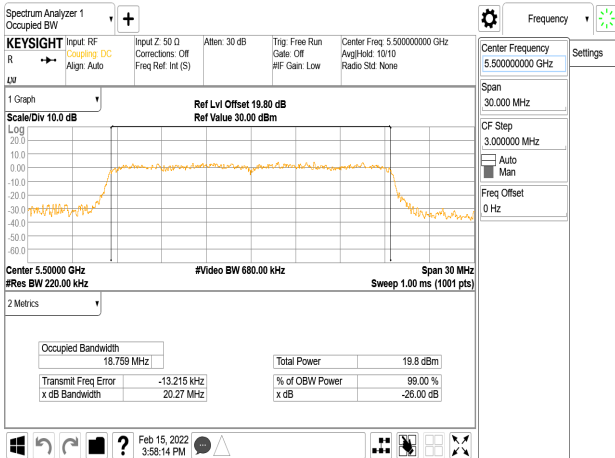 Spectrum Analyzer 1
Occupied BW
Frequency
KEYSIGHT
R
LXI
Input: RF
Coupling: DC
Align: Auto
Input Z: 50 Ω
Corrections: Off
Freq Ref: Int (S)
Atten: 30 dB
Trig: Free Run
Gate: Off
#IF Gain: Low
Center Freq: 5.500000000 GHz
Avg|Hold: 10/10
Radio Std: None
Center Frequency
5.500000000 GHz
Settings
Span
30.000 MHz
CF Step
3.000000 MHz
Auto
Man
Freq Offset
0 Hz
1 Graph
Scale/Div 10.0 dB
Ref Lvl Offset 19.80 dB
Ref Value 30.00 dBm
Log
20.0
10.0
0.00
-10.0
-20.0
-30.0
-40.0
-50.0
-60.0
Center 5.50000 GHz
#Video BW 680.00 kHz
Span 30 MHz
#Res BW 220.00 kHz
Sweep 1.00 ms (1001 pts)
2 Metrics
Occupied Bandwidth
18.759 MHz
Total Power 19.8 dBm
Transmit Freq Error -13.215 kHz
% of OBW Power 99.00 %
x dB Bandwidth 20.27 MHz
x dB -26.00 dB
?
Feb 15, 2022
3:58:14 PM